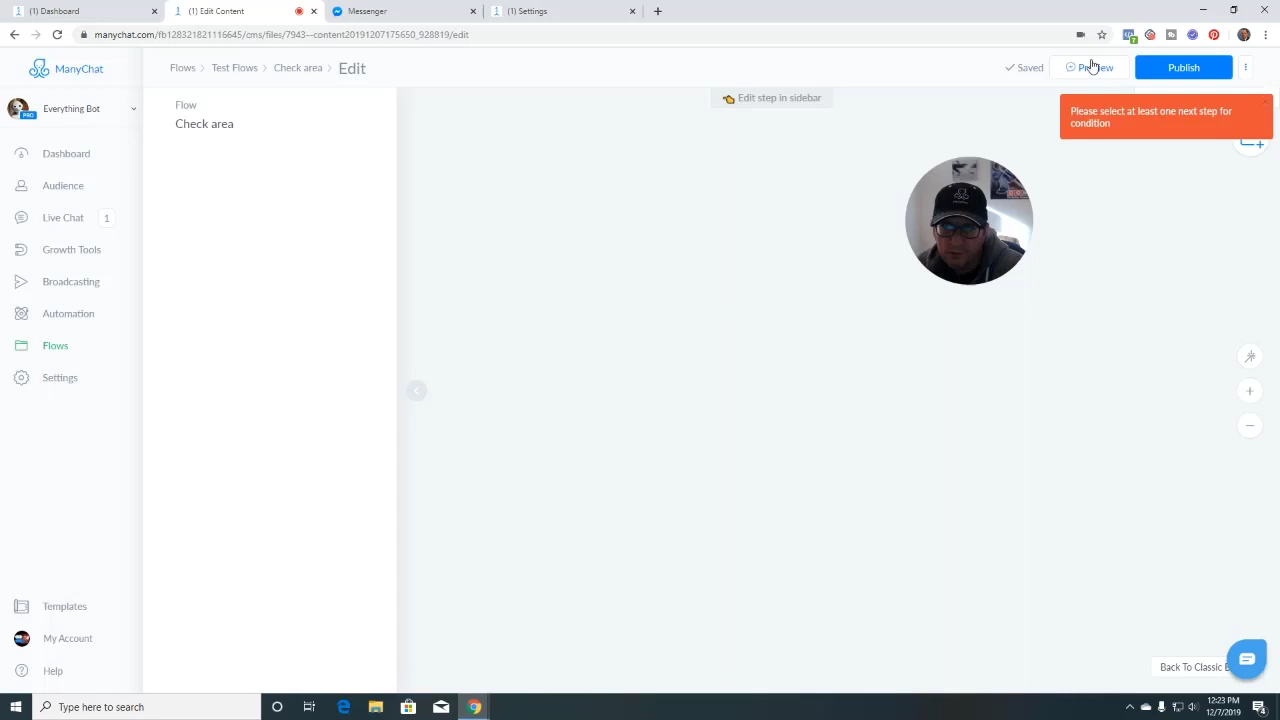 (1) Dashboard
(1) Edit Content
Messenger
(1) Settings
manychat.com/fb128321821116645/cms/files/7943--content20191207175650_928819/edit
7
ManyChat
Flows > Test Flows > Check area > Edit
Saved
Preview
Publish
Everything Bot
PRO
Flow
Check area
Edit step in sidebar
Please select at least one next step for
condition
Dashboard
Audience
Live Chat 1
Growth Tools
Broadcasting
Automation
Flows
Settings
Templates
My Account
Help
Back To Classic
Type here to search
12:23 PM
12/7/2019
4